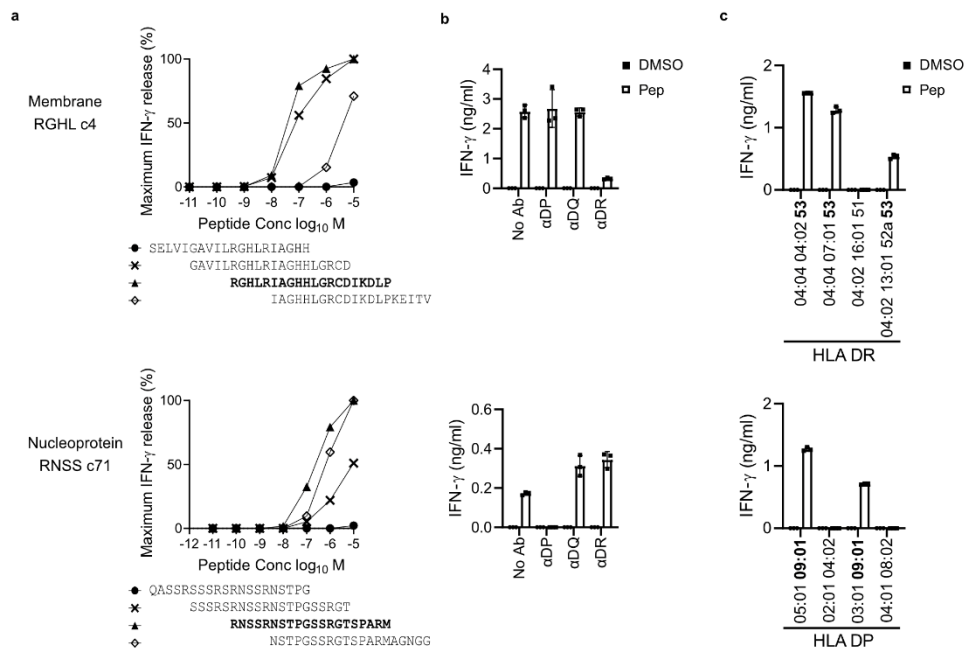 a
b
c
Membrane
RGHL c4
Maximum IFN-γ release (%)
100
50
0
-11 -10 -9 -8 -7 -6 -5
Peptide Conc log10 M
SELVIGAVILRGHLRIAGHH
GAVILRGHLRIAGHHLGRCD
RGHLRIAGHHLGRCDIKDLP
IAGHHLGRCDIKDLPKEITV
IFN-γ (ng/ml)
4
3
2
1
0
No Ab
αDP
αDQ
αDR
DMSO
Pep
IFN-γ (ng/ml)
2
1
0
04:04 04:02 53
04:04 07:01 53
04:02 16:01 51
04:02 13:01 52a 53
HLA DR
DMSO
Pep
Nucleoprotein
RNSS c71
Maximum IFN-γ release (%)
100
50
0
-12 -11 -10 -9 -8 -7 -6 -5
Peptide Conc log10 M
QASSRSSSRSRNSSRNSTPG
SSSRSRNSSRNSTPGSSRGT
RNSSRNSTPGSSRGTSPARM
NSTPGSSRGTSPARMAGNGG
IFN-γ (ng/ml)
0.6
0.4
0.2
0.0
No Ab
αDP
αDQ
αDR
IFN-γ (ng/ml)
2
1
0
05:01 09:01
02:01 04:02
03:01 09:01
04:01 08:02
HLA DP